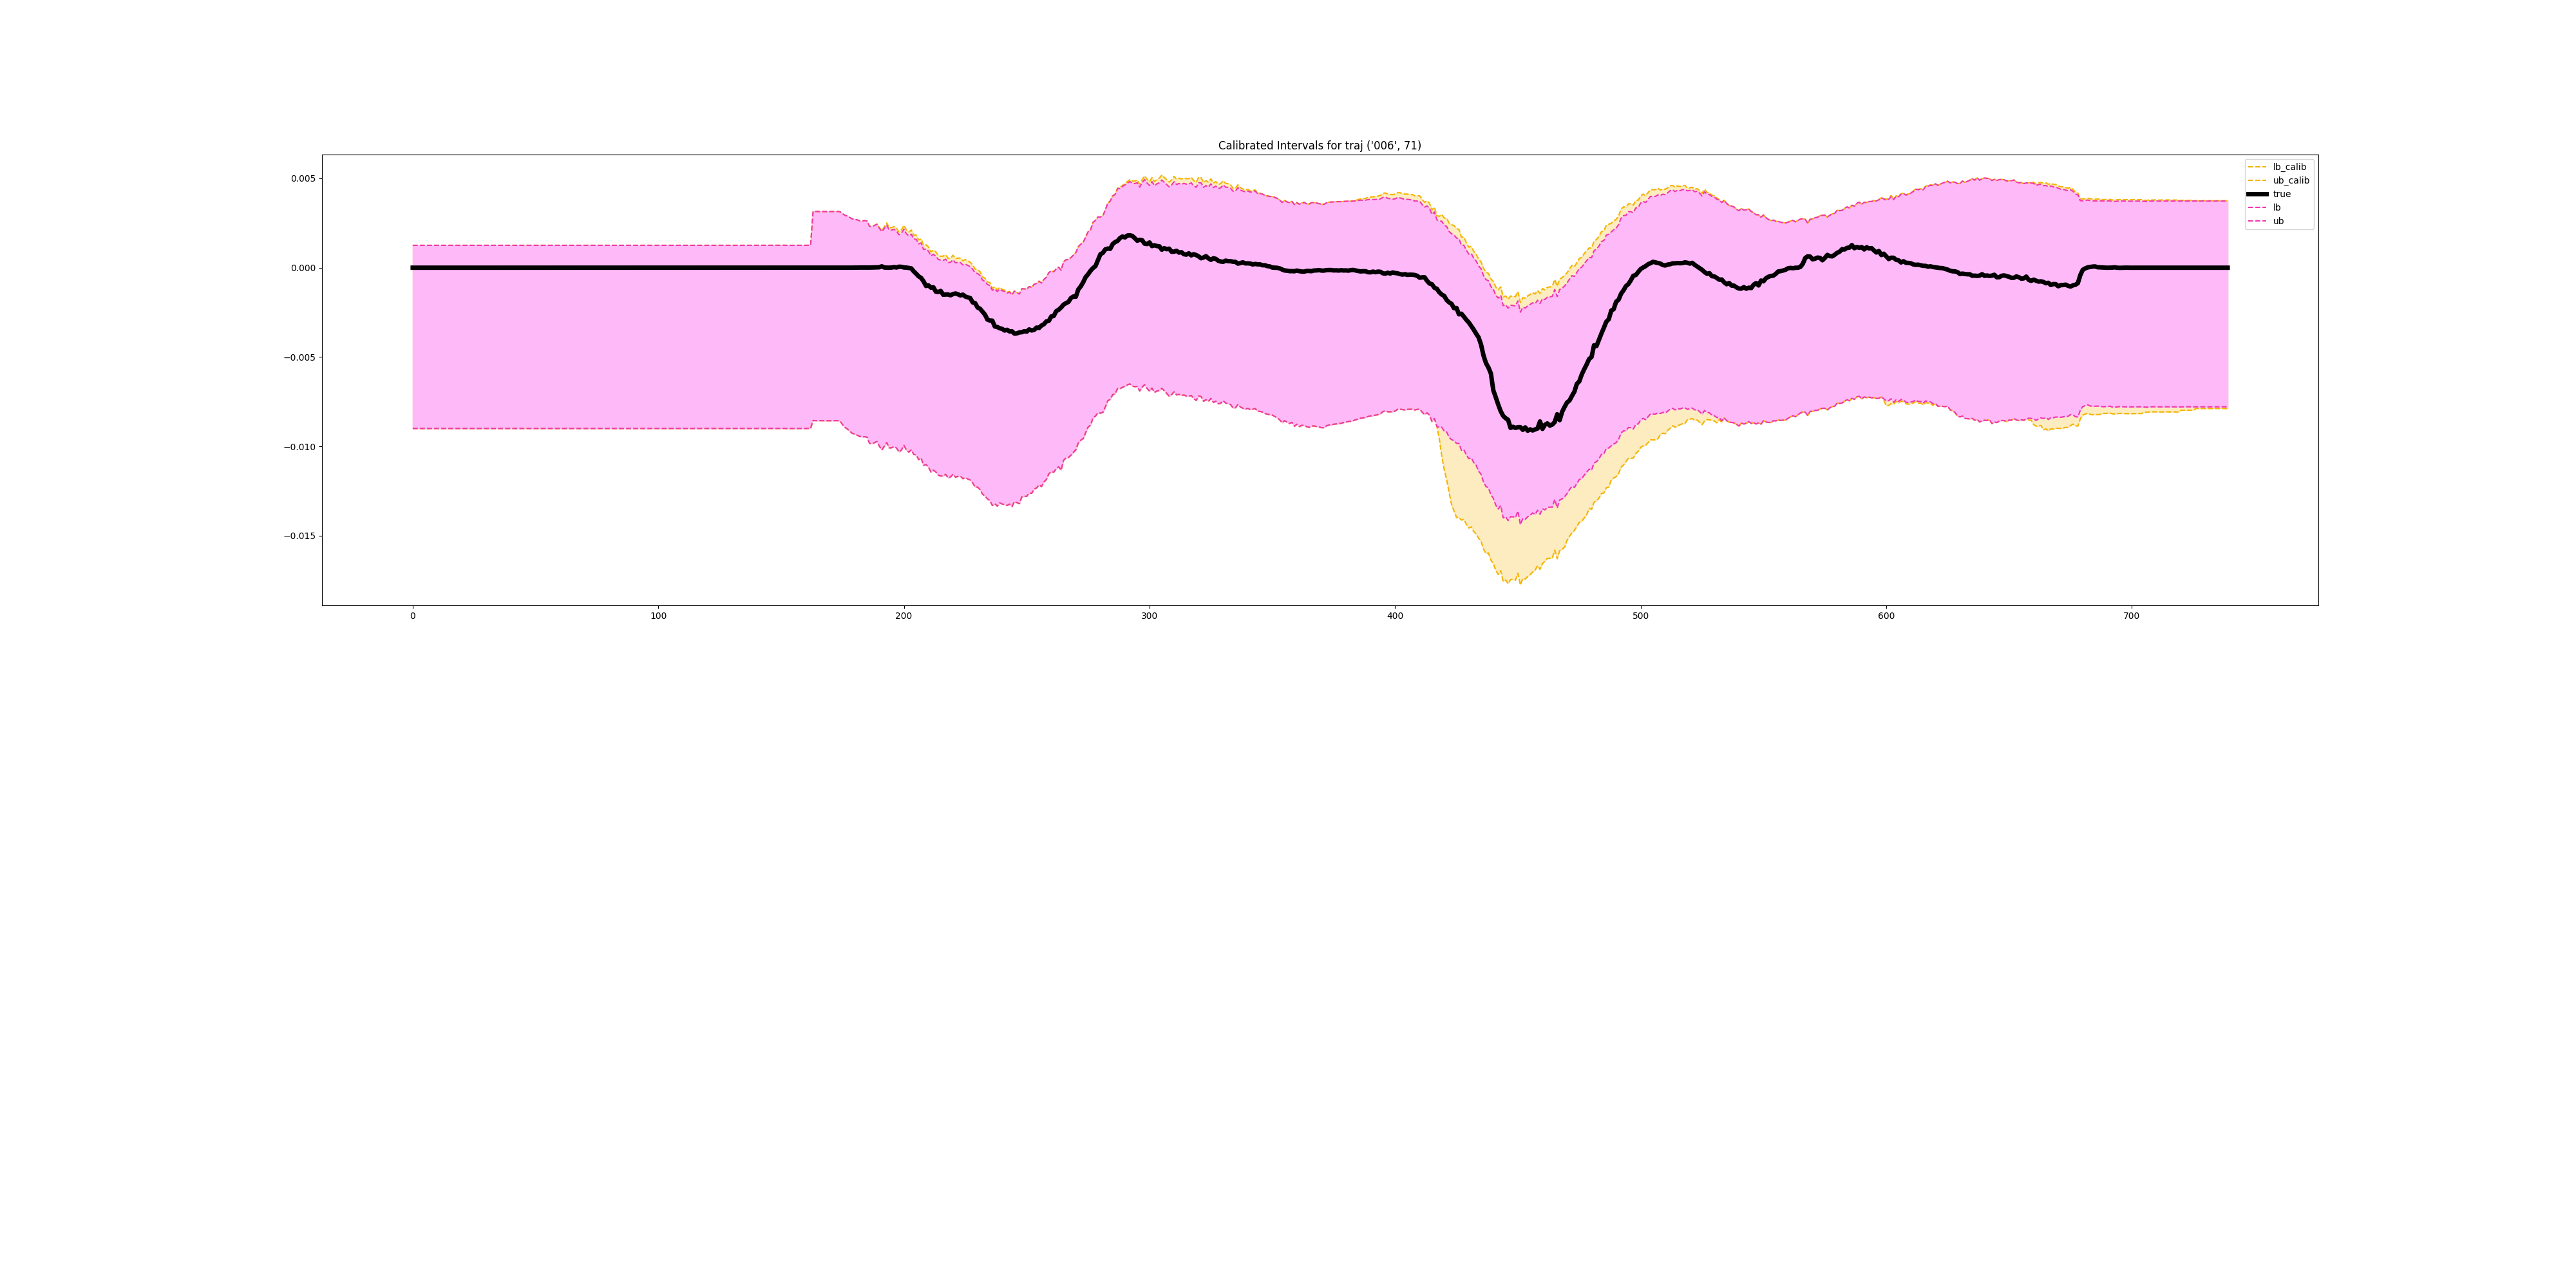 Calibrated Intervals for traj ('006', 71)
lb_calib
ub_calib
true
lb
ub
0.005
0.000
−0.005
−0.010
−0.015
0 100 200 300 400 500 600 700